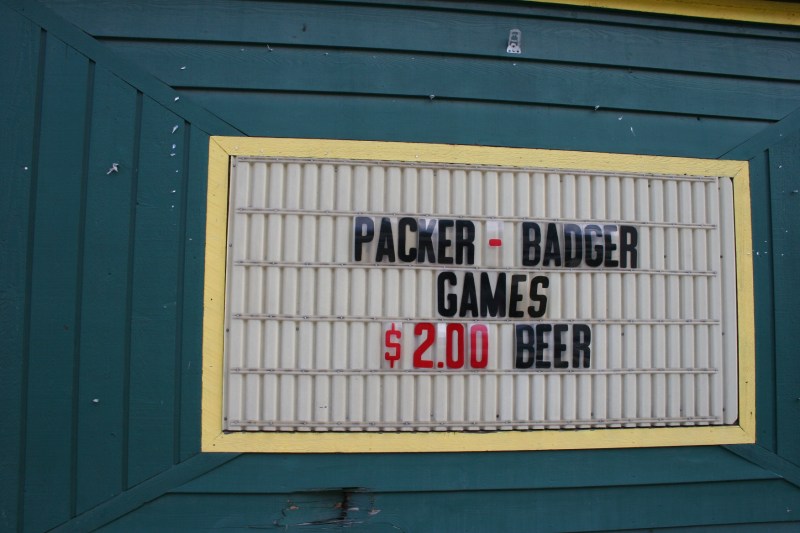 PACKER - BADGER
GAMES
$2.00 BEER